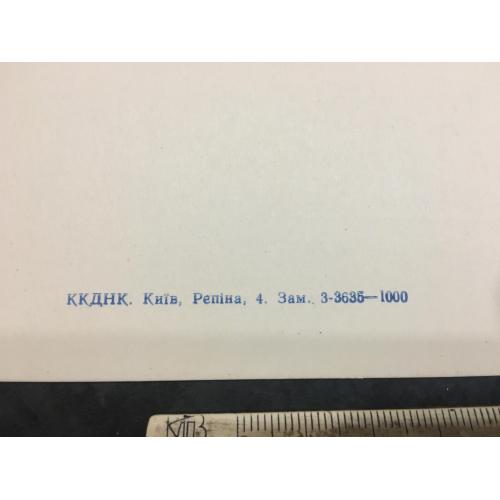 ККДНК. Київ, Репіна, 4. Зам. 3-3635—1000